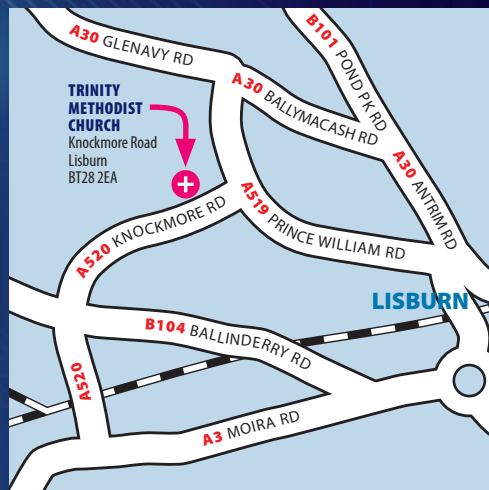 A30 GLENAVY RD
B101 POND PK RD
TRINITY
METHODIST
CHURCH
Knockmore Road
Lisburn
BT28 2EA
A30 BALLYMACASH RD
A30 ANTRIM RD
A519 PRINCE WILLIAM RD
A520 KNOCKMORE RD
LISBURN
B104 BALLINDERRY RD
A520
A3 MOIRA RD